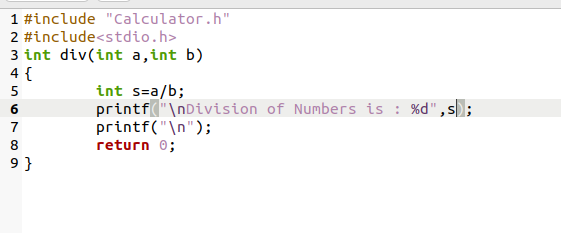 1 #include "Calculator.h"
2 #include<stdio.h>
3 int div(int a,int b)
4 {
5         int s=a/b;
6         printf("\nDivision of Numbers is : %d",s);
7         printf("\n");
8         return 0;
9 }